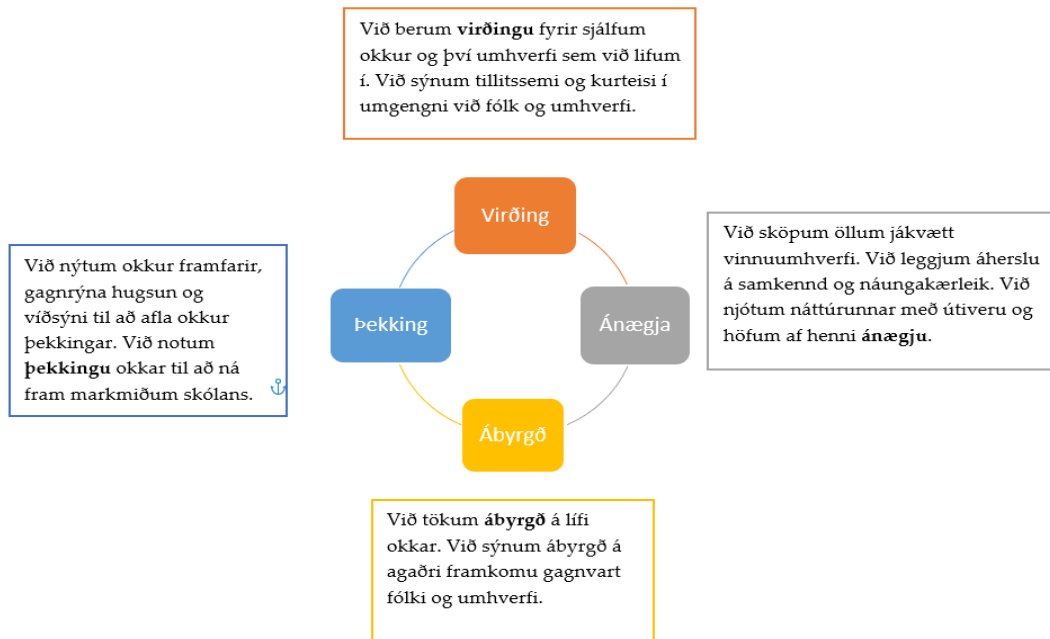 Við berum virðingu fyrir sjálfum
okkur og því umhverfi sem við lifum
í. Við sýnum tillitssemi og kurteisi í
umgengni við fólk og umhverfi.
Virðing
Við sköpum öllum jákvætt
vinnuumhverfi. Við leggjum áherslu
á samkennd og náungakærleik. Við
njótum náttúrunnar með útiveru og
höfum af henni ánægju.
Við nýtum okkur framfarir,
gagnrýna hugsun og
víðsýni til að afla okkur
þekkingar. Við notum
þekkingu okkar til að ná
fram markmiðum skólans.
Þekking
Ánægja
Ábyrgð
Við tökum ábyrgð á lífi
okkar. Við sýnum ábyrgð á
agaðri framkomu gagnvart
fólki og umhverfi.